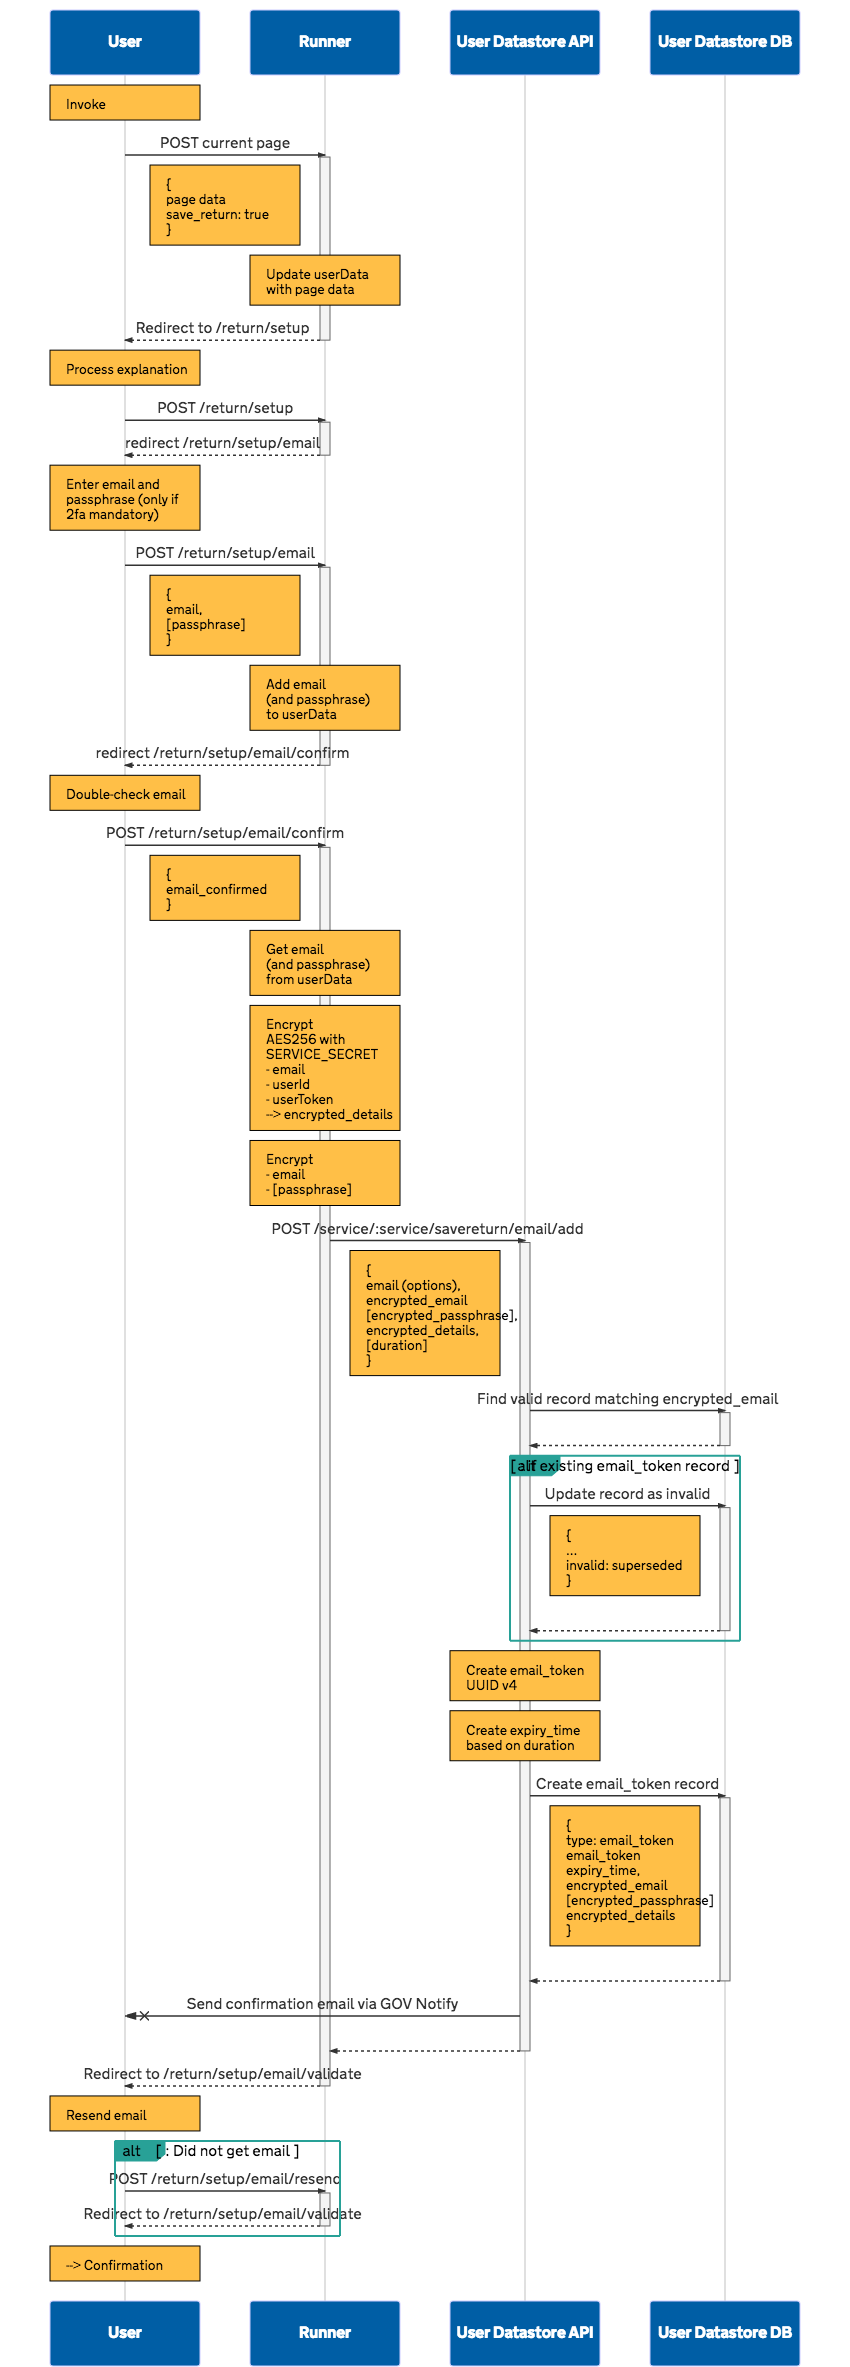 User
Runner
User Datastore API
User Datastore DB
Invoke
POST current page
{
page data
save_return: true
}
Update userData
with page data
Redirect to /return/setup
Process explanation
POST /return/setup
redirect /return/setup/email
Enter email and
passphrase (only if
2fa mandatory)
POST /return/setup/email
{
email,
[passphrase]
}
Add email
(and passphrase)
to userData
redirect /return/setup/email/confirm
Double-check email
POST /return/setup/email/confirm
{
email_confirmed
}
Get email
(and passphrase)
from userData
Encrypt
AES256 with
SERVICE_SECRET
- email
- userId
- userToken
--> encrypted_details
Encrypt
- email
- [passphrase]
POST /service/:service/savereturn/email/add
{
email (options),
encrypted_email
[encrypted_passphrase],
encrypted_details,
[duration]
}
Find valid record matching encrypted_email
alt
[ if existing email_token record ]
Update record as invalid
{
...
invalid: superseded
}
Create email_token
UUID v4
Create expiry_time
based on duration
Create email_token record
{
type: email_token
email_token
expiry_time,
encrypted_email
[encrypted_passphrase]
encrypted_details
}
Send confirmation email via GOV Notify
Redirect to /return/setup/email/validate
Resend email
alt
[ : Did not get email ]
POST /return/setup/email/resend
Redirect to /return/setup/email/validate
--> Confirmation
User
Runner
User Datastore API
User Datastore DB